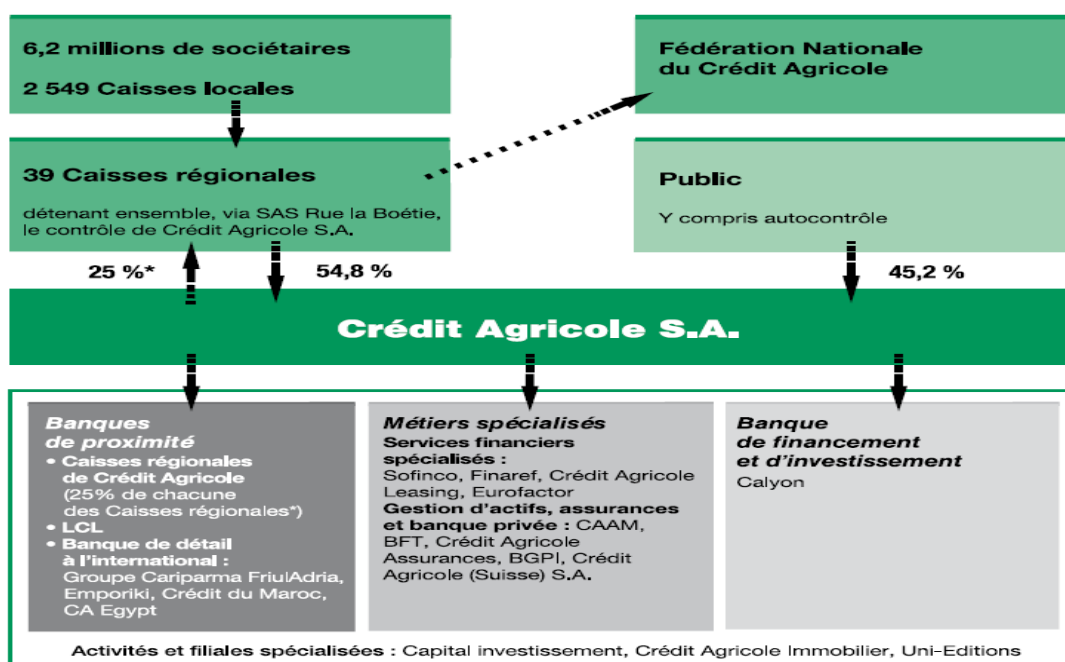 6,2 millions de sociétaires
2 549 Caisses locales
Fédération Nationale
du Crédit Agricole
39 Caisses régionales
détenant ensemble, via SAS Rue la Boétie,
le contrôle de Crédit Agricole S.A.
Public
Y compris autocontrôle
25 %*
54,8 %
45,2 %
Crédit Agricole S.A.
Banques
de proximité
• Caisses régionales
de Crédit Agricole
(25% de chacune
des Caisses régionales*)
• LCL
• Banque de détail
à l'international :
Groupe Cariparma FriulAdria,
Emporiki, Crédit du Maroc,
CA Egypt
Métiers spécialisés
Services financiers
spécialisés :
Sofinco, Finaref, Crédit Agricole
Leasing, Eurofactor
Gestion d'actifs, assurances
et banque privée : CAAM,
BFT, Crédit Agricole
Assurances, BGPI, Crédit
Agricole (Suisse) S.A.
Banque
de financement
et d'investissement
Calyon
Activités et filiales spécialisées : Capital investissement, Crédit Agricole Immobilier, Uni-Editions